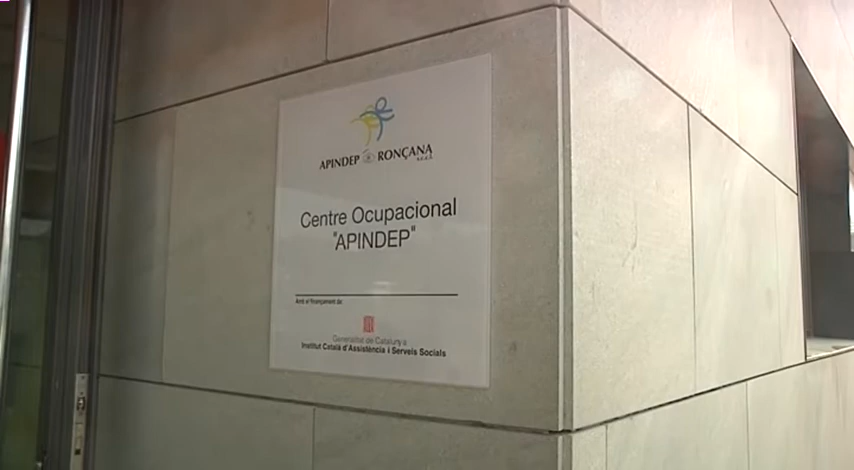 APINDEP RONÇANA
s.c.c.l.
Centre Ocupacional
"APINDEP"
Amb el finançament de:
Generalitat de Catalunya
Institut Català d'Assistència i Serveis Socials